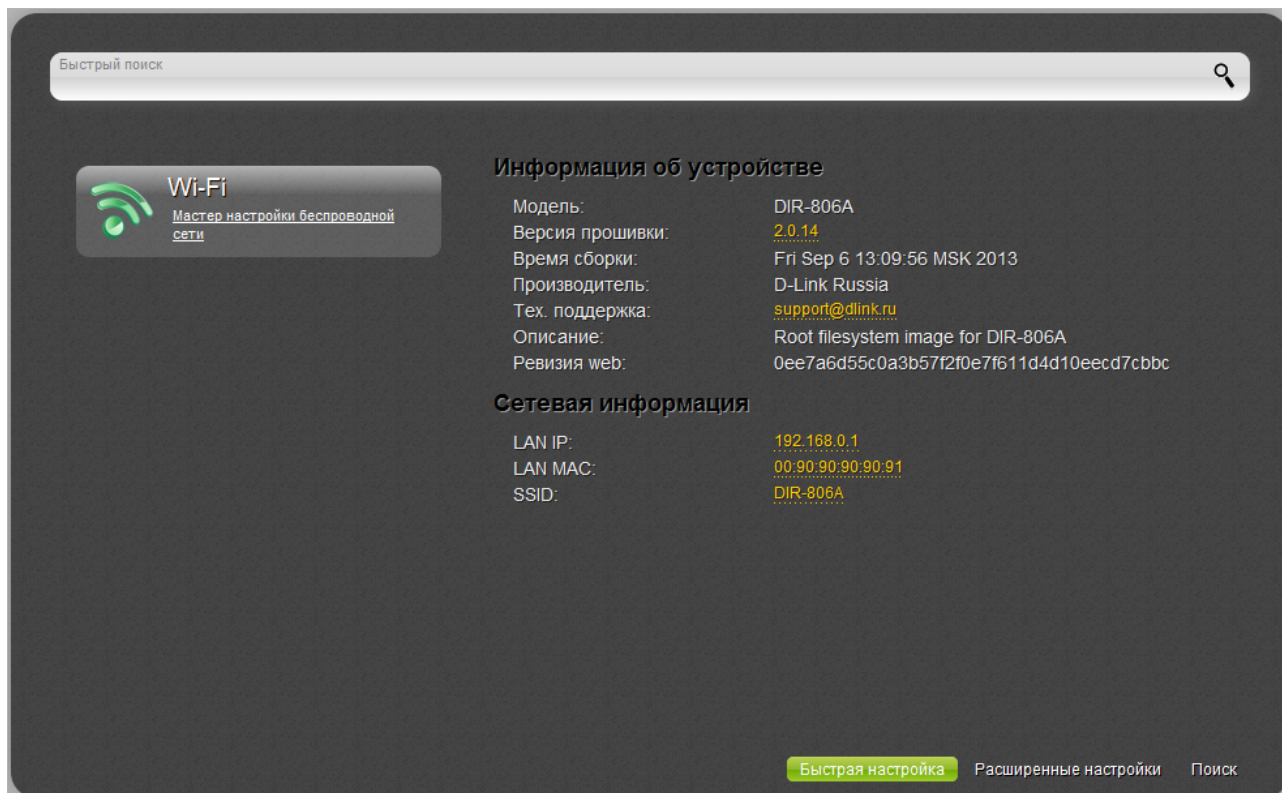 Быстрый поиск
Wi-Fi
Мастер настройки беспроводной
сети
Информация об устройстве
Модель: DIR-806A
Версия прошивки: 2.0.14
Время сборки: Fri Sep 6 13:09:56 MSK 2013
Производитель: D-Link Russia
Тех. поддержка: support@dlink.ru
Описание: Root filesystem image for DIR-806A
Ревизия web: 0ee7a6d55c0a3b57f2f0e7f611d4d10eecd7cbbc
Сетевая информация
LAN IP: 192.168.0.1
LAN MAC: 00:90:90:90:90:91
SSID: DIR-806A
Быстрая настройка Расширенные настройки Поиск